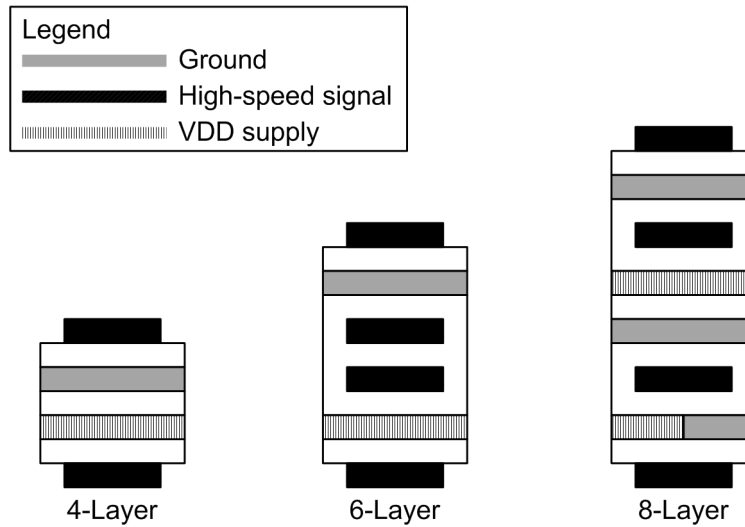 Legend
Ground
High-speed signal
VDD supply
4-Layer
6-Layer
8-Layer